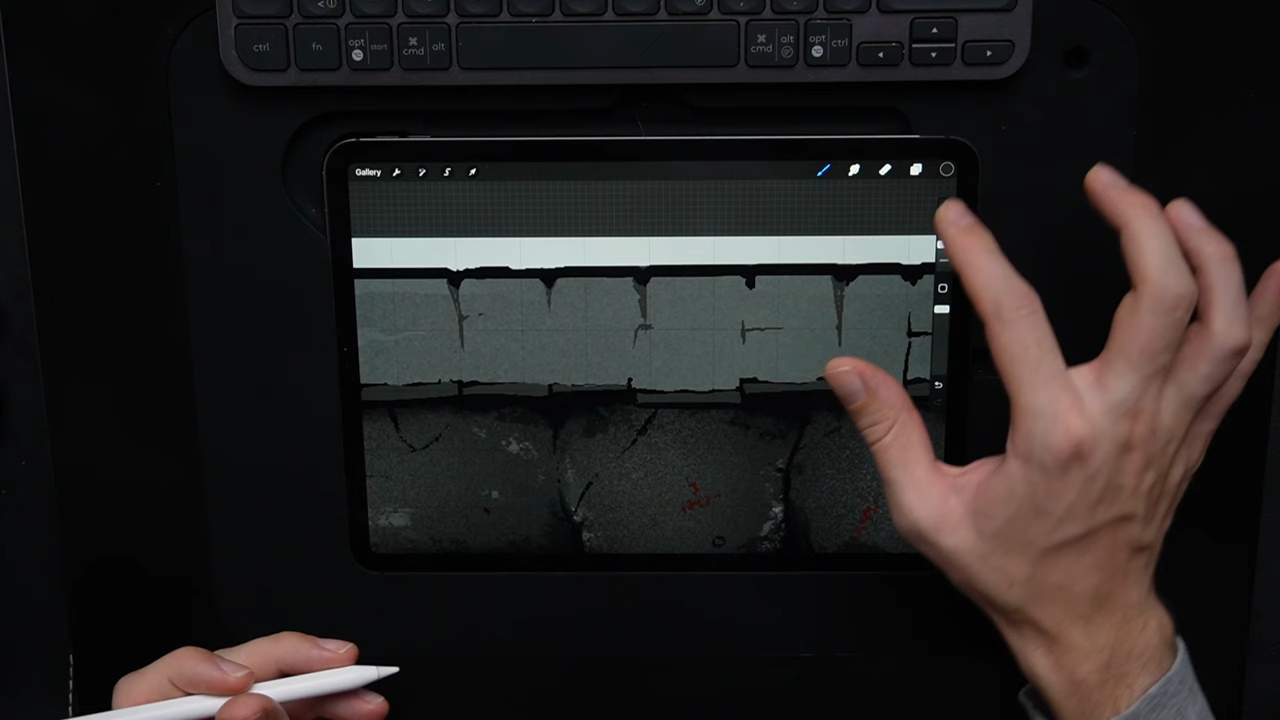 ctrl
fn
opt start
cmd alt
cmd alt
opt ctrl
Gallery